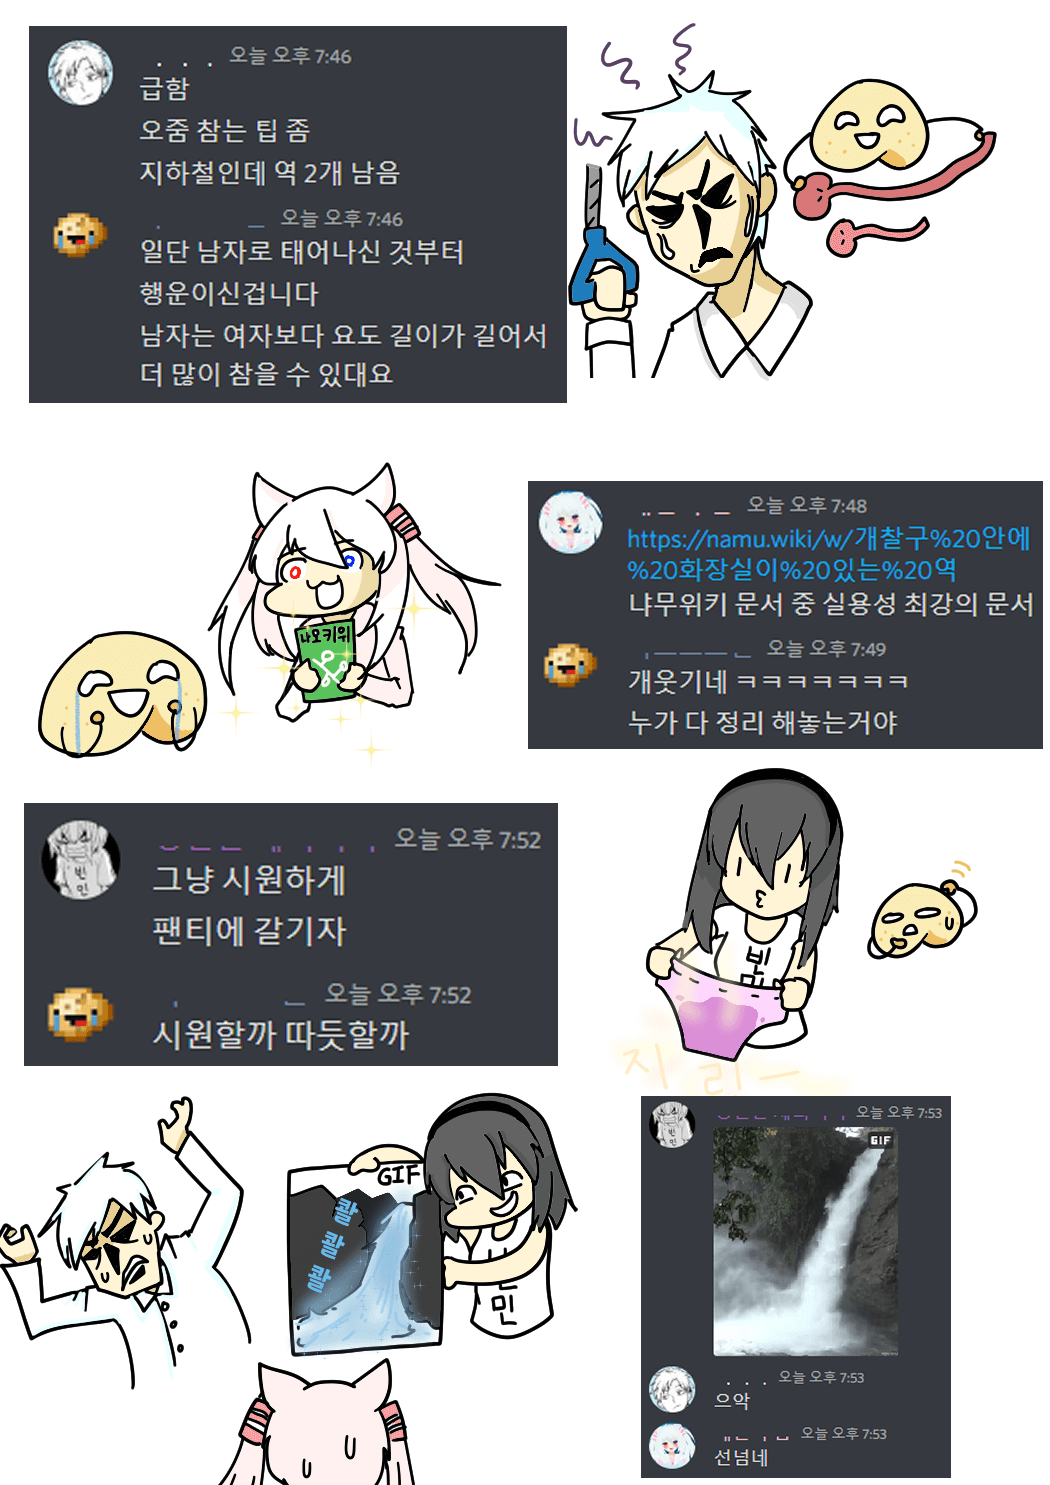 오늘 오후 7:46
급함
오줌 참는 팁 좀
지하철인데 역 2개 남음
오늘 오후 7:46
일단 남자로 태어나신 것부터
행운이신겁니다
남자는 여자보다 요도 길이가 길어서
더 많이 참을 수 있대요
오늘 오후 7:48
https://namu.wiki/w/개찰구%20안에
%20화장실이%20있는%20역
냐무위키 문서 중 실용성 최강의 문서
오늘 오후 7:49
개웃기네 ㅋㅋㅋㅋㅋㅋㅋ
누가 다 정리 해놓는거야
나오키위
오늘 오후 7:52
그냥 시원하게
팬티에 갈기자
오늘 오후 7:52
시원할까 따듯할까
빈
민
빈
지리ㅡ
GIF
콸
콸
콸
민
오늘 오후 7:53
GIF
오늘 오후 7:53
으악
오늘 오후 7:53
선넘네